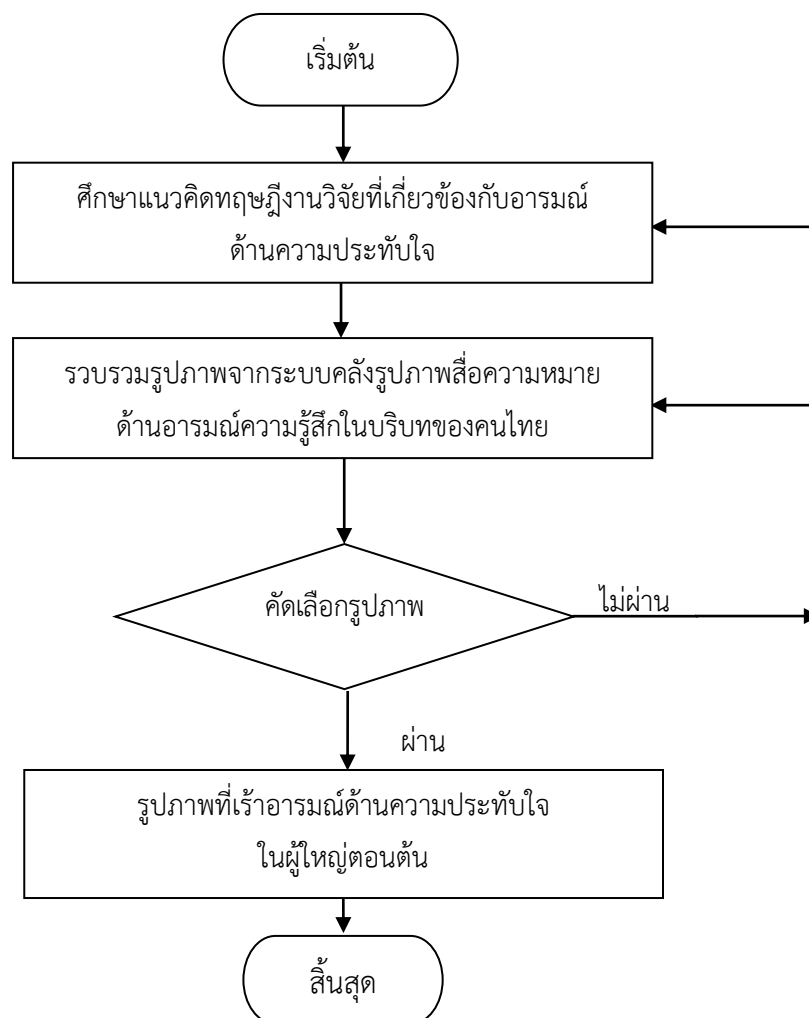 เริ่มต้น
ศึกษาแนวคิดทฤษฎีงานวิจัยที่เกี่ยวข้องกับอารมณ์
ด้านความประทับใจ
รวบรวมรูปภาพจากระบบคลังรูปภาพสื่อความหมาย
ด้านอารมณ์ความรู้สึกในบริบทของคนไทย
คัดเลือกรูปภาพ
ไม่ผ่าน
ผ่าน
รูปภาพที่เร้าอารมณ์ด้านความประทับใจ
ในผู้ใหญ่ตอนต้น
สิ้นสุด